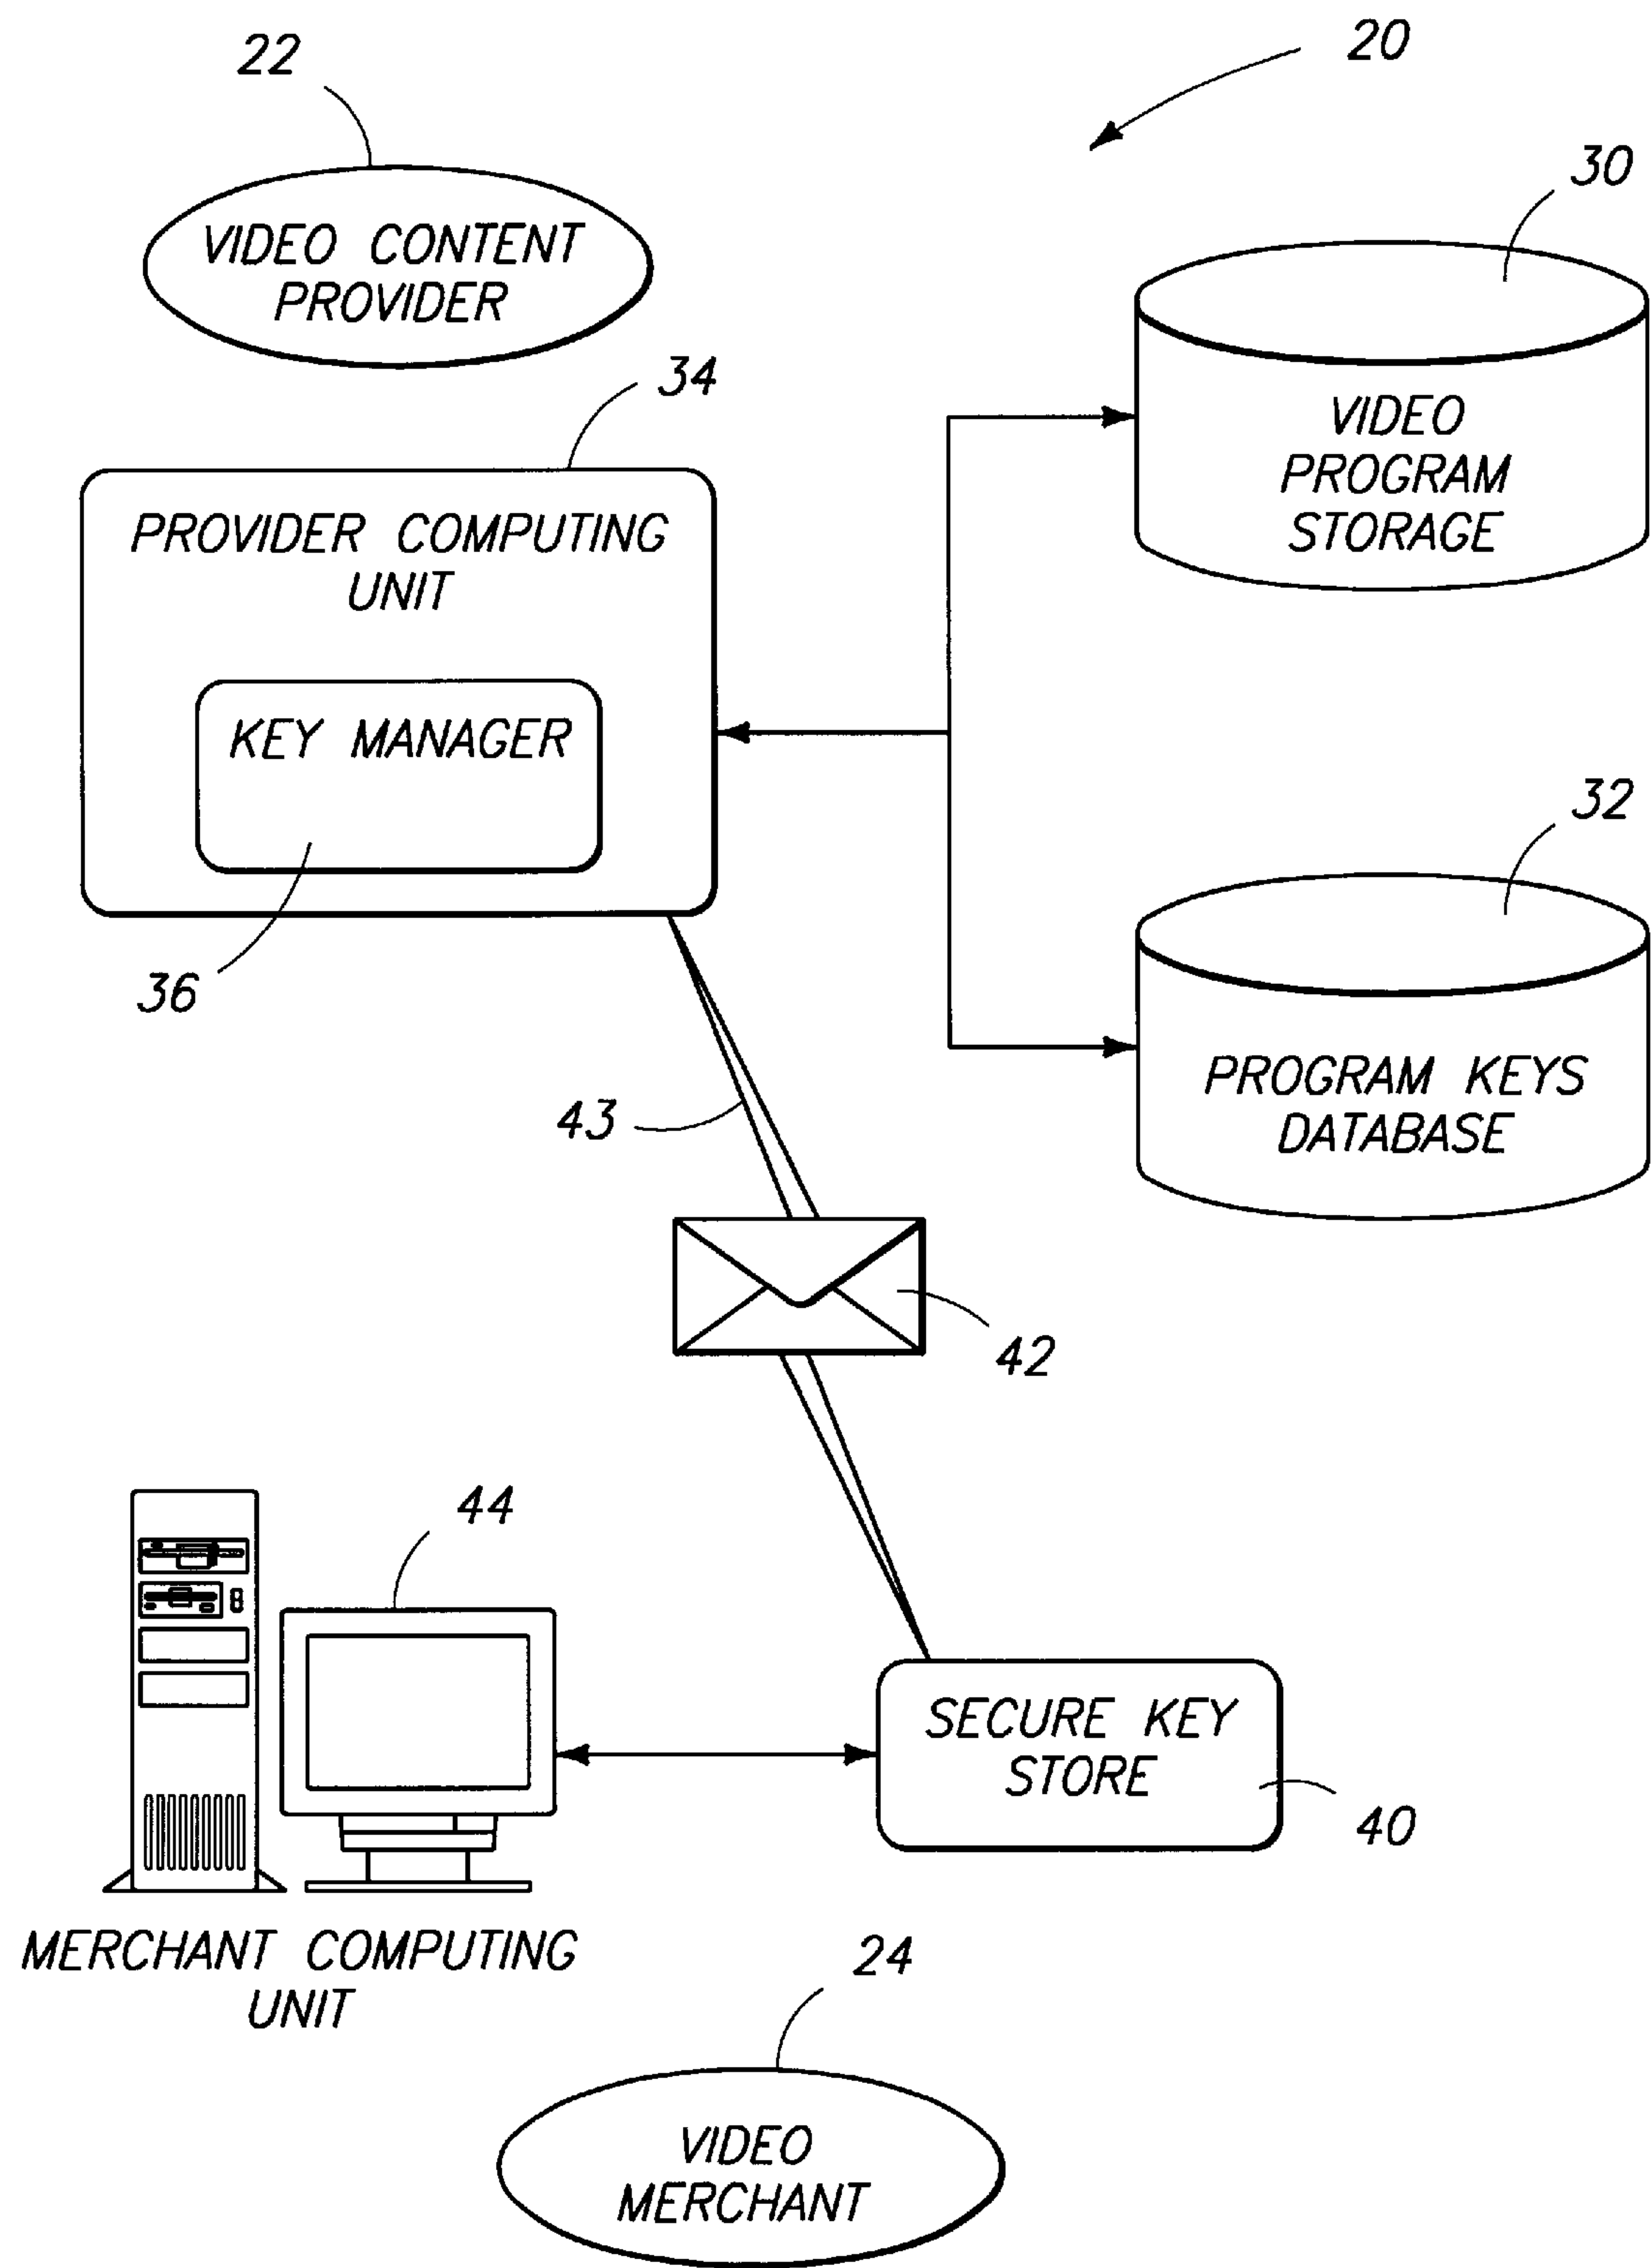 20
22
VIDEO CONTENT
PROVIDER
30
VIDEO
PROGRAM
STORAGE
34
PROVIDER COMPUTING
UNIT
KEY MANAGER
36
32
PROGRAM KEYS
DATABASE
43
42
44
MERCHANT COMPUTING
UNIT
SECURE KEY
STORE
40
24
VIDEO
MERCHANT